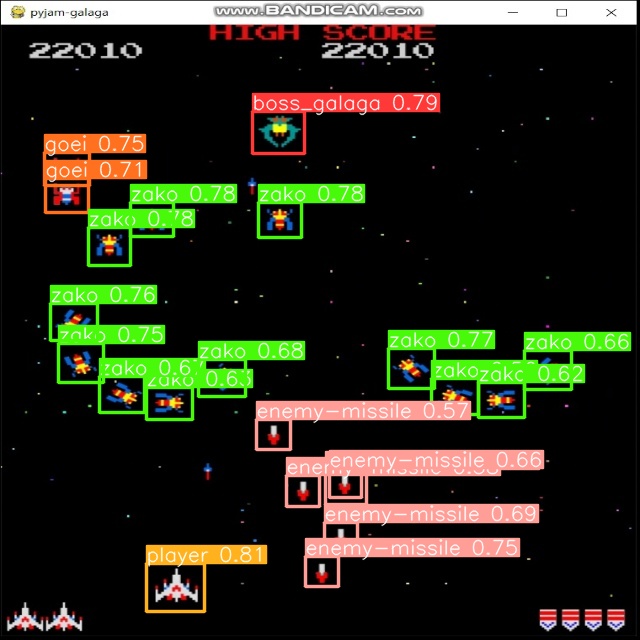 pyjam-galaga
www.BANDICAM.com
HIGH SCORE
22010 22010
boss_galaga 0.79
goei 0.75
goei 0.71
zako 0.78
zako 0.78
zako 0.78
zako 0.76
zako 0.75
zako 0.77
zako 0.66
zako 0.68
zako
zako
zako
zako 0.62
enemy-missile 0.57
enemy-missile 0.66
enemy-missile 0.69
enemy-missile 0.75
player 0.81